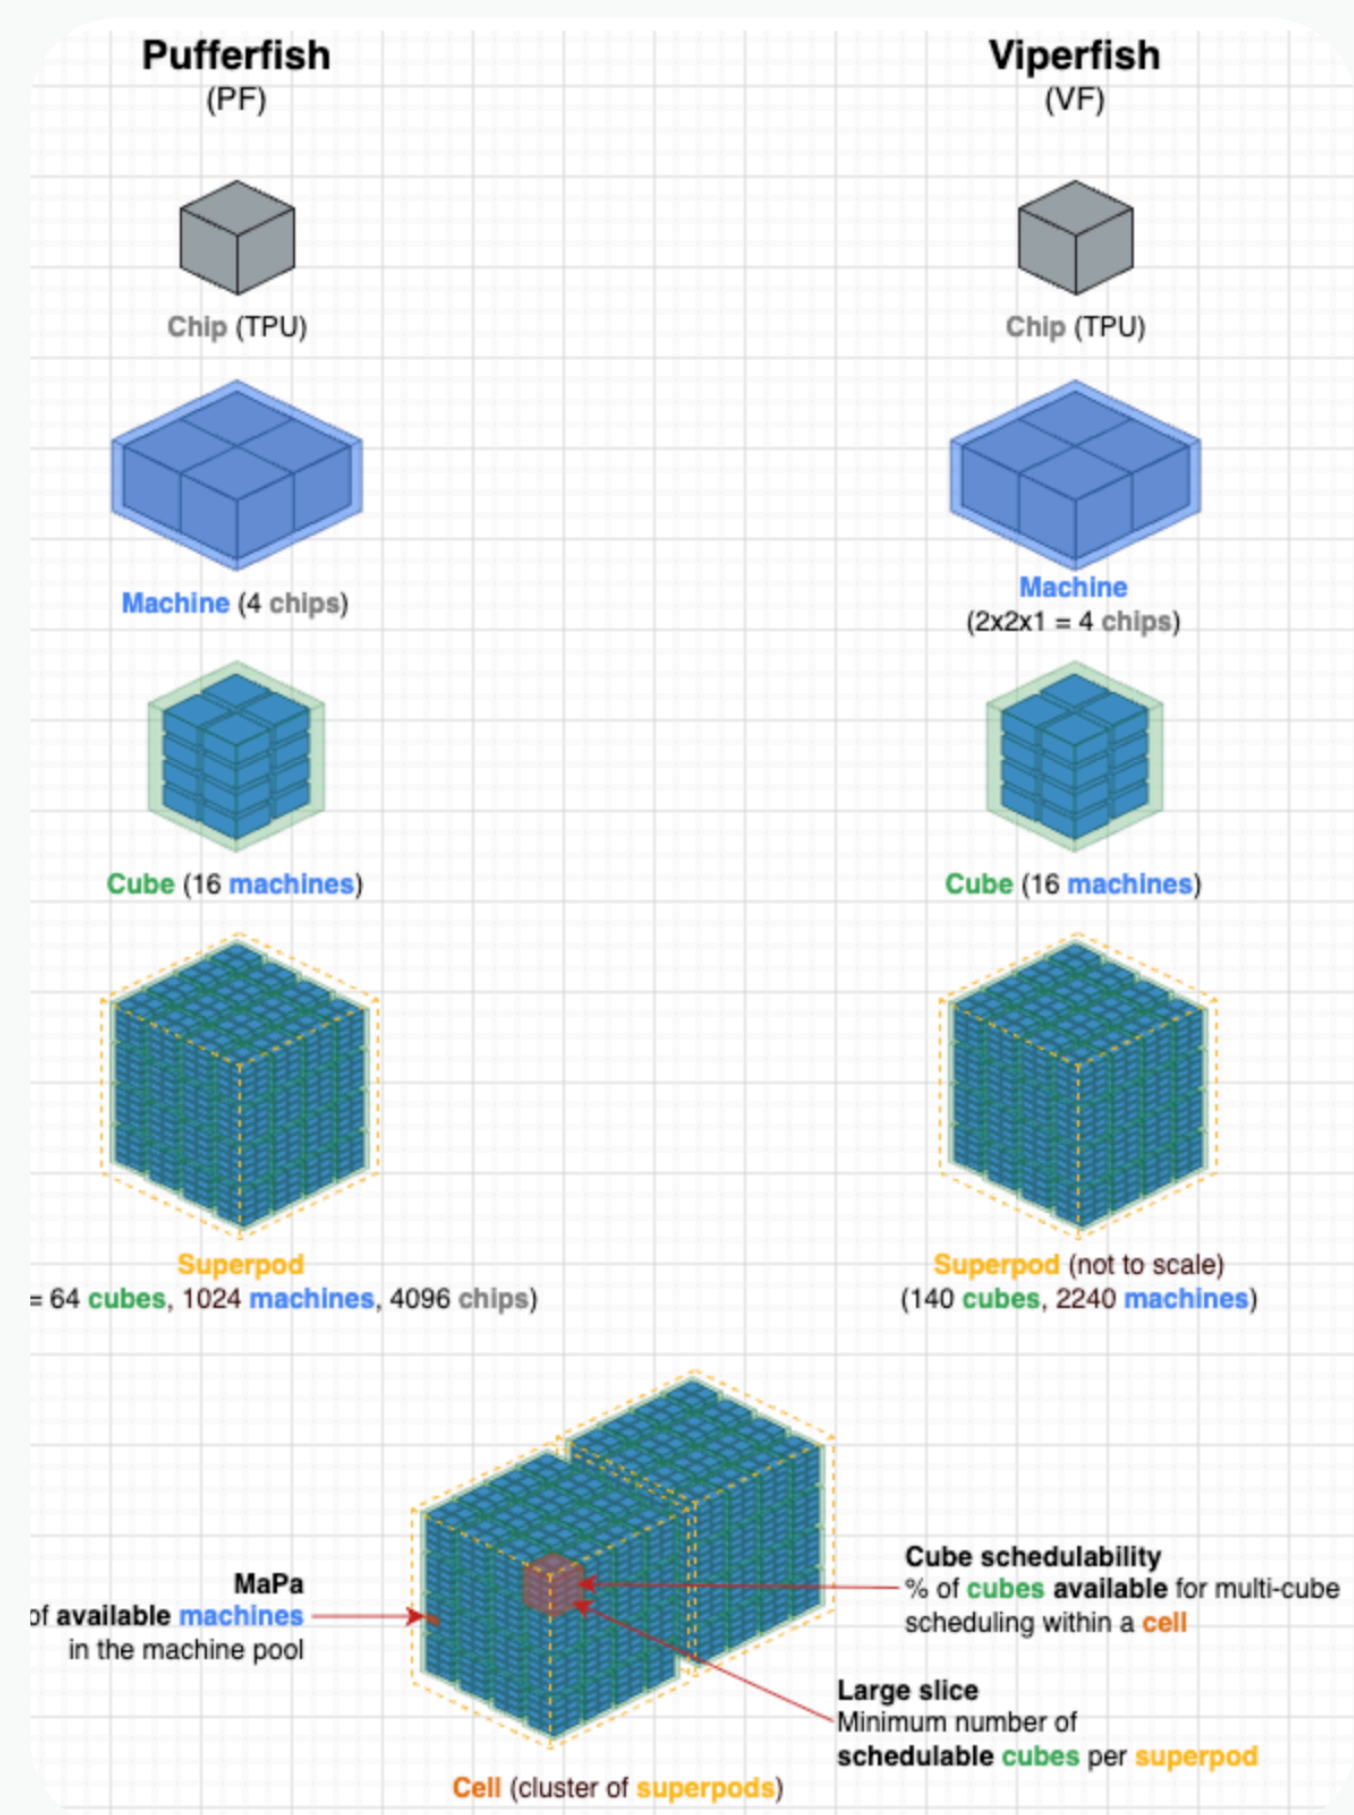 Pufferfish
(PF)
Viperfish
(VF)
Chip (TPU)
Chip (TPU)
Machine (4 chips)
Machine
(2x2x1 = 4 chips)
Cube (16 machines)
Cube (16 machines)
Superpod
= 64 cubes, 1024 machines, 4096 chips)
Superpod (not to scale)
(140 cubes, 2240 machines)
MaPa
of available machines
in the machine pool
Cube schedulability
% of cubes available for multi-cube
scheduling within a cell
Large slice
Minimum number of
schedulable cubes per superpod
Cell (cluster of superpods)